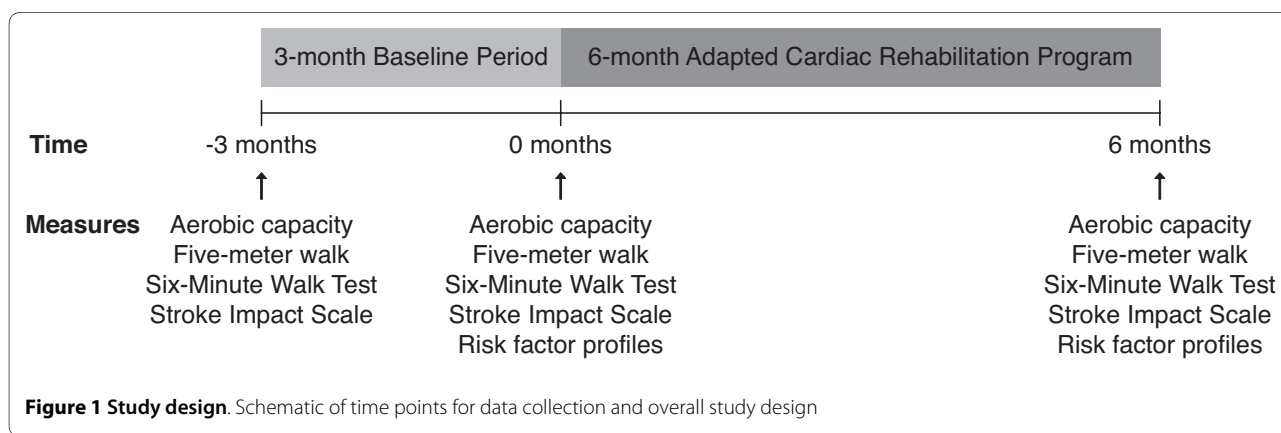 3-month Baseline Period 6-month Adapted Cardiac Rehabilitation Program
Time -3 months 0 months 6 months
Measures Aerobic capacity Aerobic capacity Aerobic capacity
Five-meter walk Five-meter walk Five-meter walk
Six-Minute Walk Test Six-Minute Walk Test Six-Minute Walk Test
Stroke Impact Scale Stroke Impact Scale Stroke Impact Scale
Risk factor profiles Risk factor profiles
Figure 1 Study design. Schematic of time points for data collection and overall study design